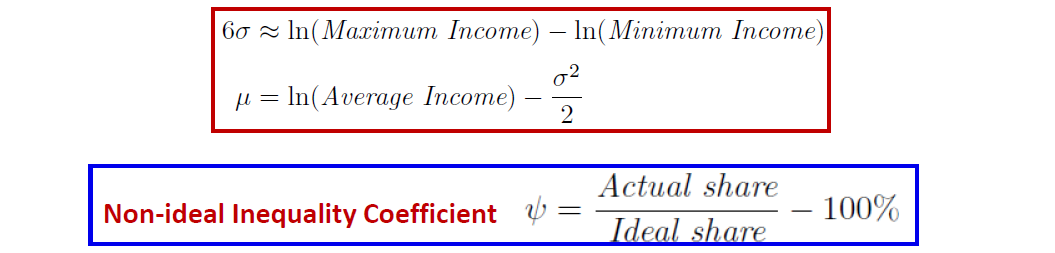 6σ ≈ ln(Maximum Income) − ln(Minimum Income)
μ = ln(Average Income) − σ²/2
Non-ideal Inequality Coefficient ψ = Actual share / Ideal share − 100%